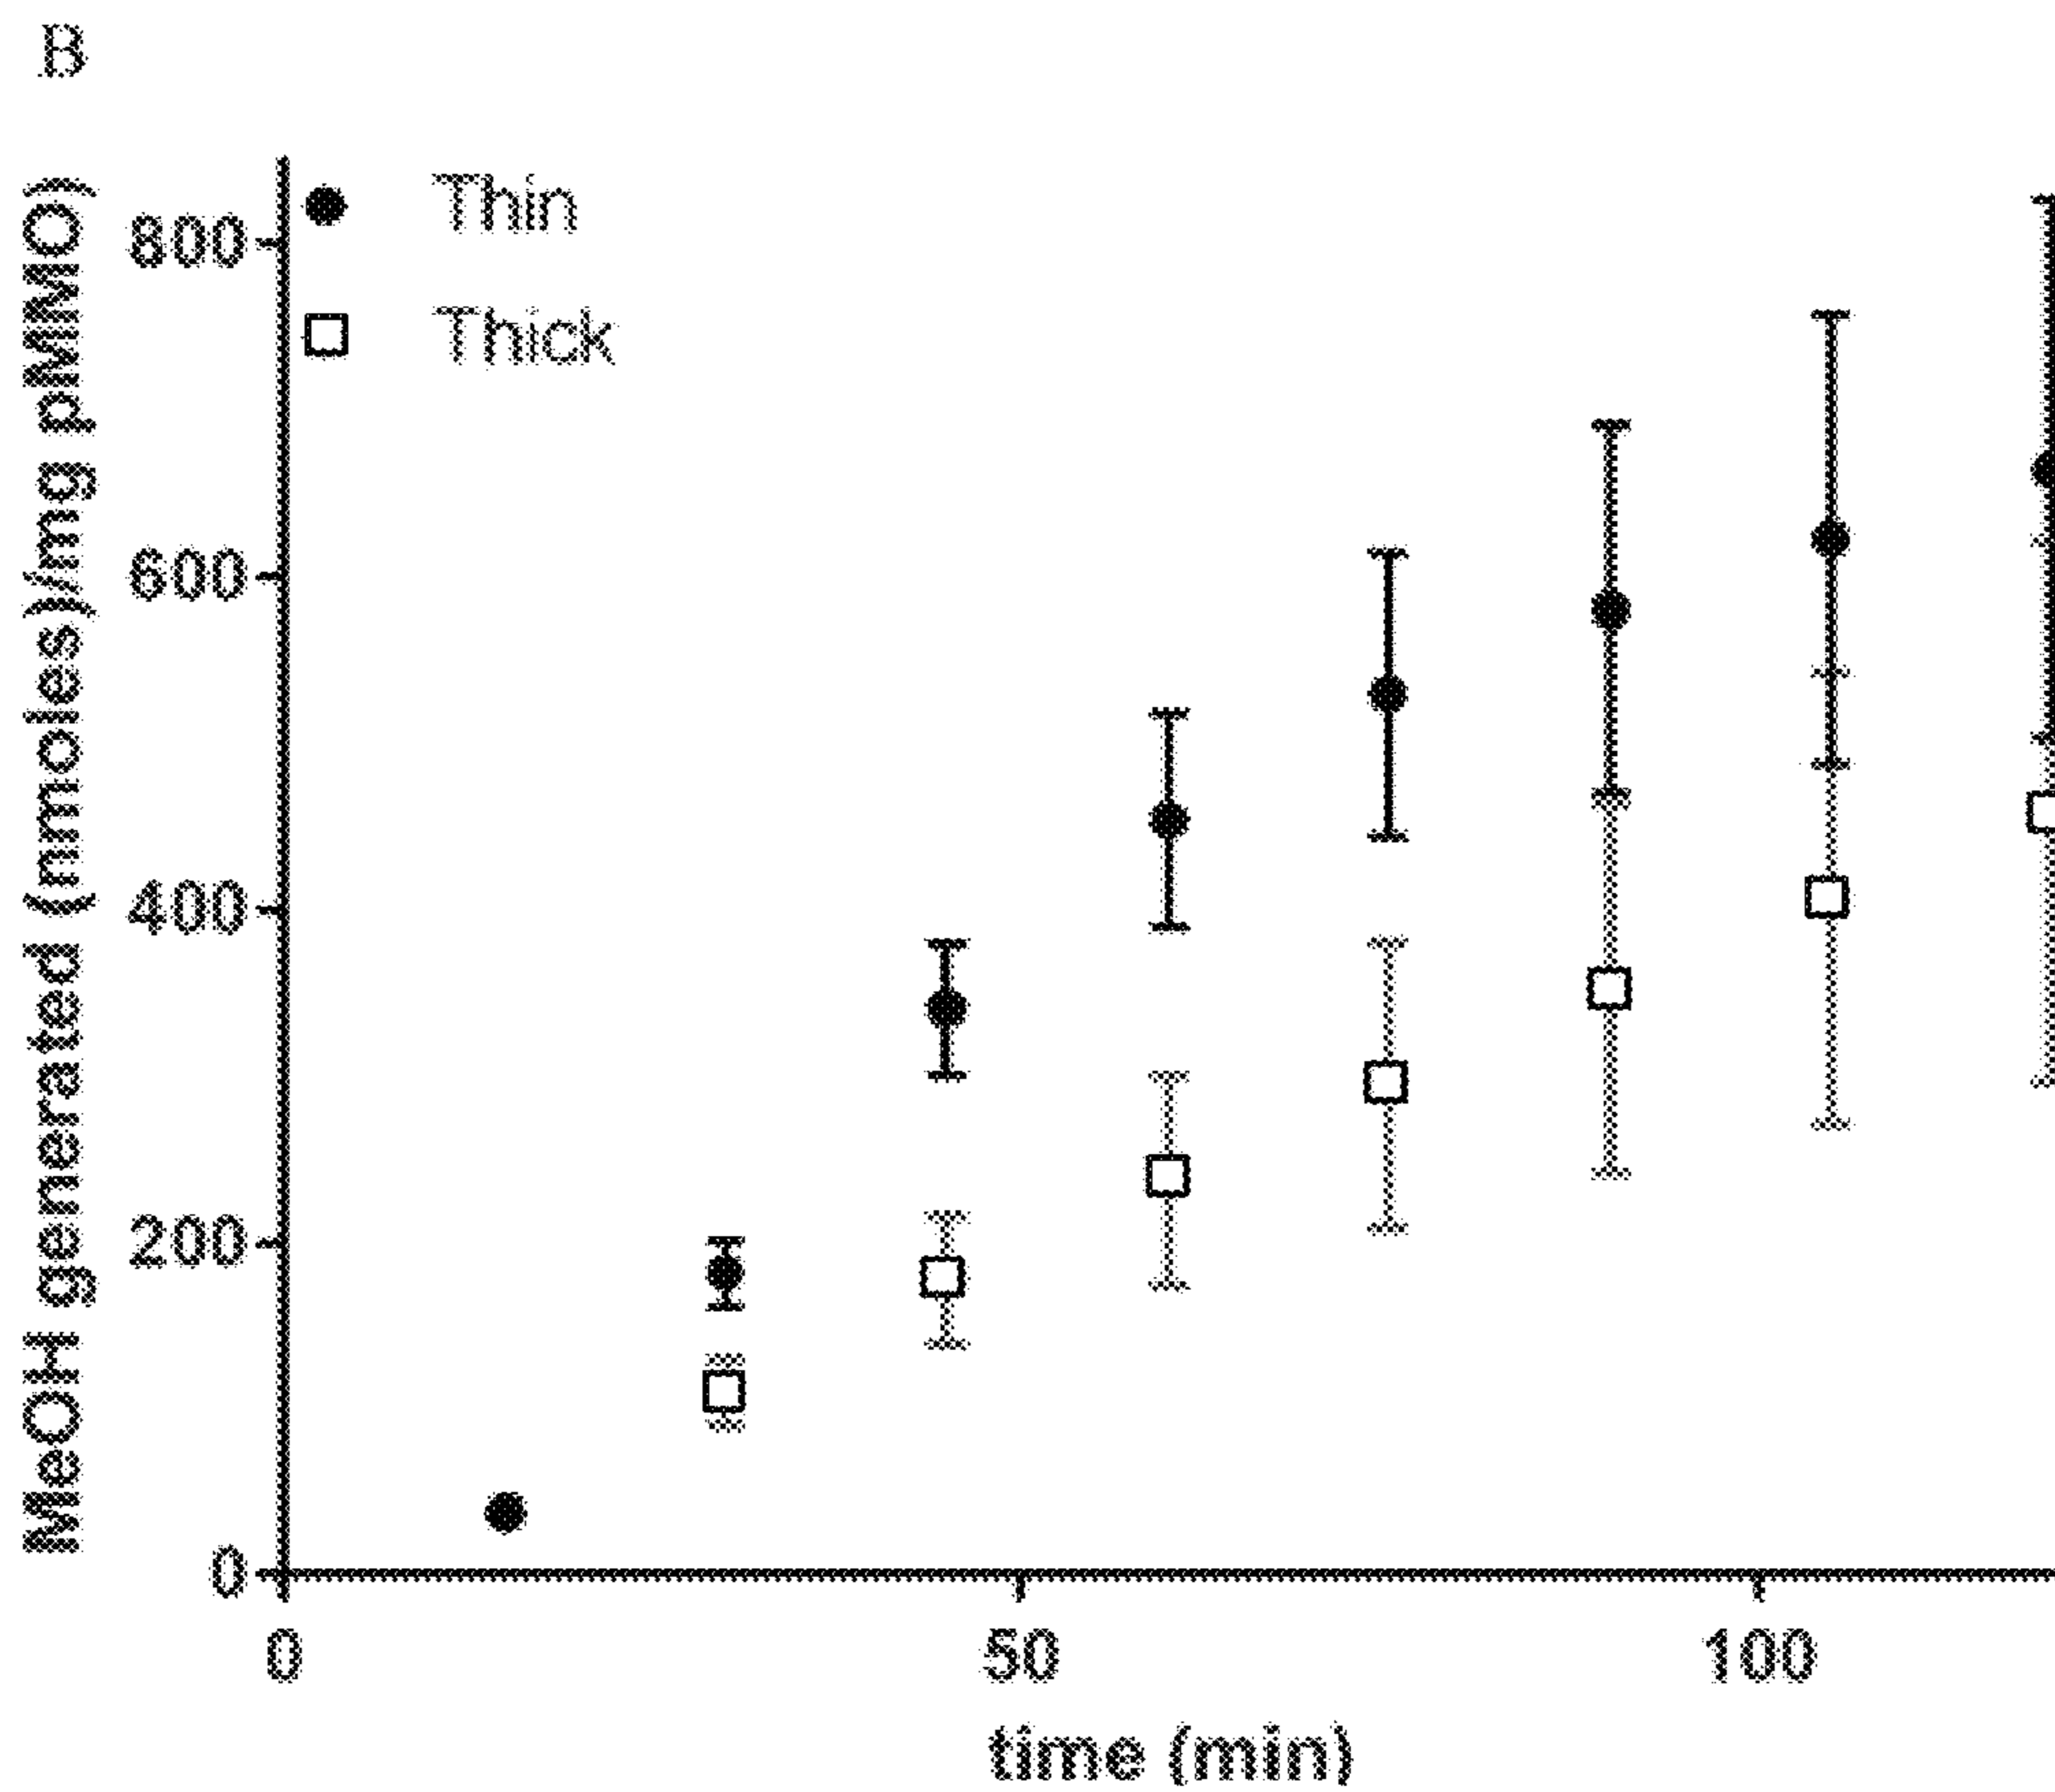 B
MeOH generated (nmoles)/mg pMMO)
800
600
400
200
0
Thin
Thick
0
50
100
time (min)